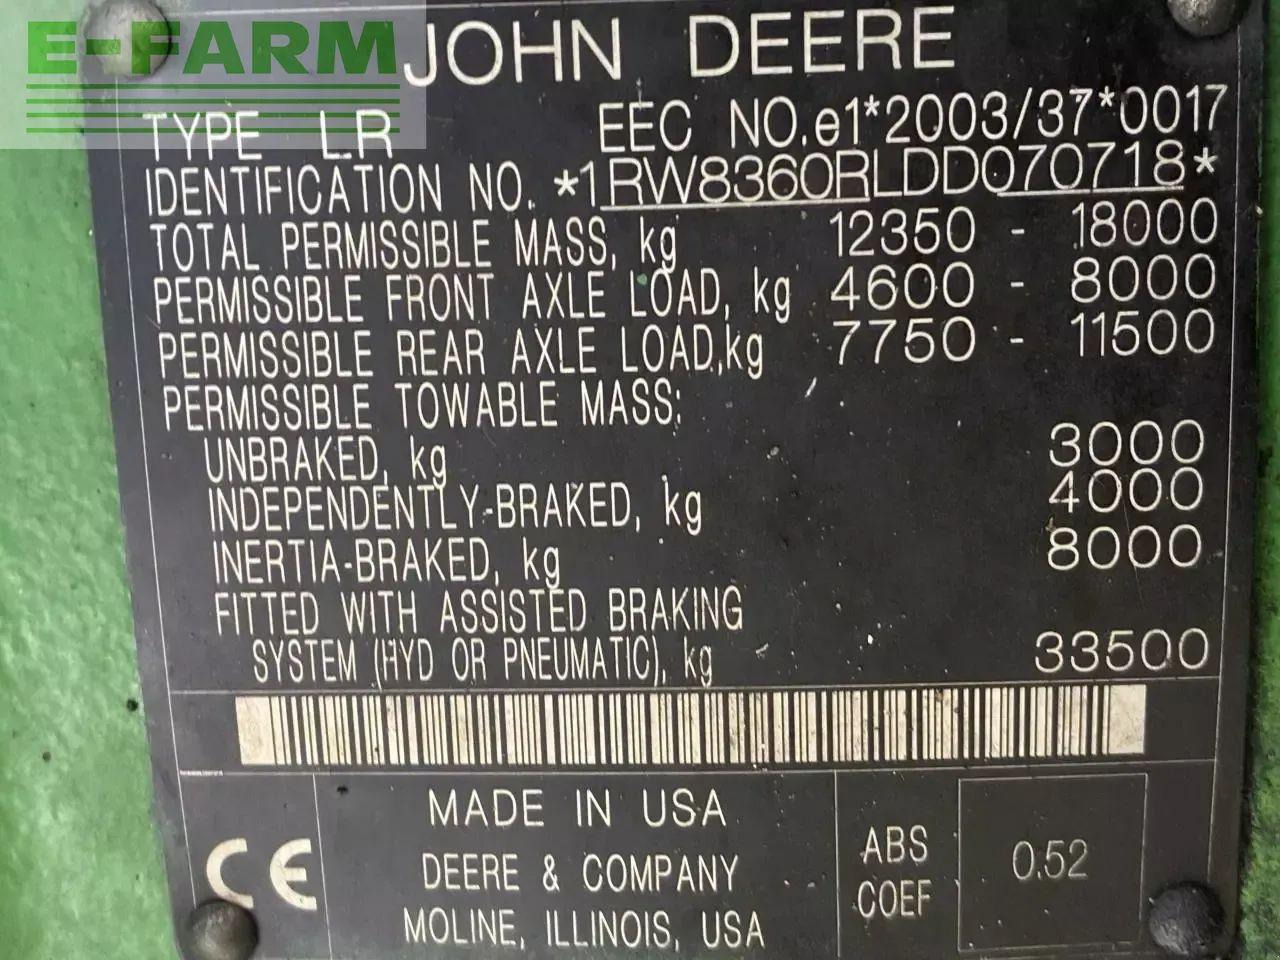 E-FARM
JOHN DEERE
TYPE LR EEC NO.e1*2003/37*0017
IDENTIFICATION NO. *1RW8360RLDD070718*
TOTAL PERMISSIBLE MASS, kg 12350 - 18000
PERMISSIBLE FRONT AXLE LOAD, kg 4600 - 8000
PERMISSIBLE REAR AXLE LOAD,kg 7750 - 11500
PERMISSIBLE TOWABLE MASS:
UNBRAKED, kg 3000
INDEPENDENTLY-BRAKED, kg 4000
INERTIA-BRAKED, kg 8000
FITTED WITH ASSISTED BRAKING
SYSTEM (HYD OR PNEUMATIC), kg 33500
CE
MADE IN USA
DEERE & COMPANY
MOLINE, ILLINOIS, USA
ABS
COEF
0.52